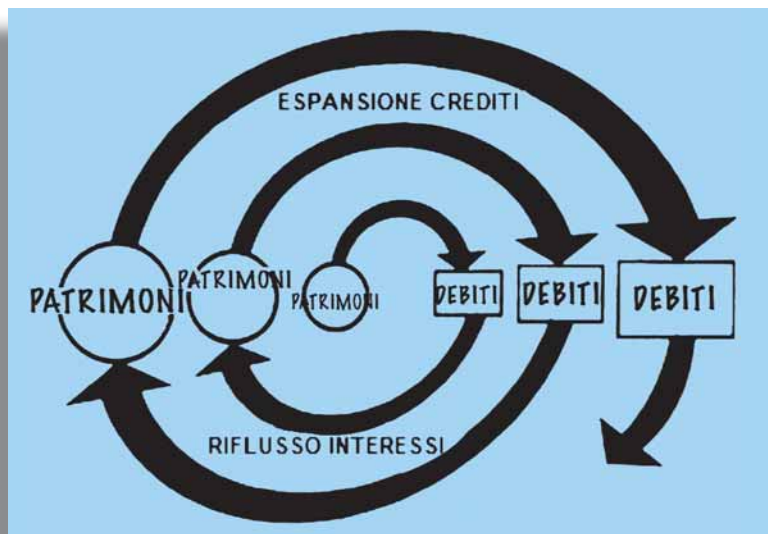 ESPANSIONE CREDITI
PATRIMONI
PATRIMONI
PATRIMONI
DEBITI
DEBITI
DEBITI
RIFLUSSO INTERESSI